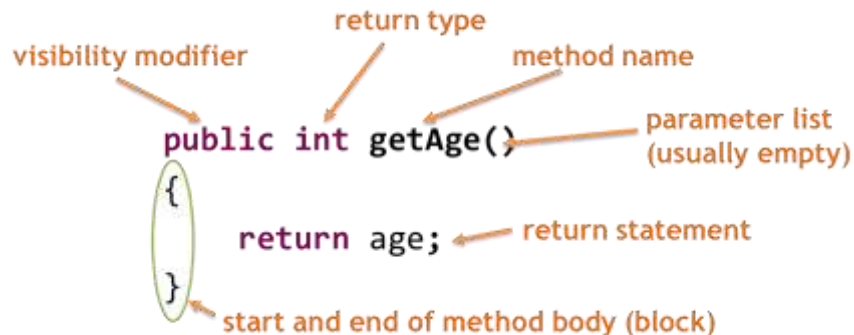 return type
visibility modifier
method name
public int getAge()
parameter list
(usually empty)
{
return age;
return statement
}
start and end of method body (block)